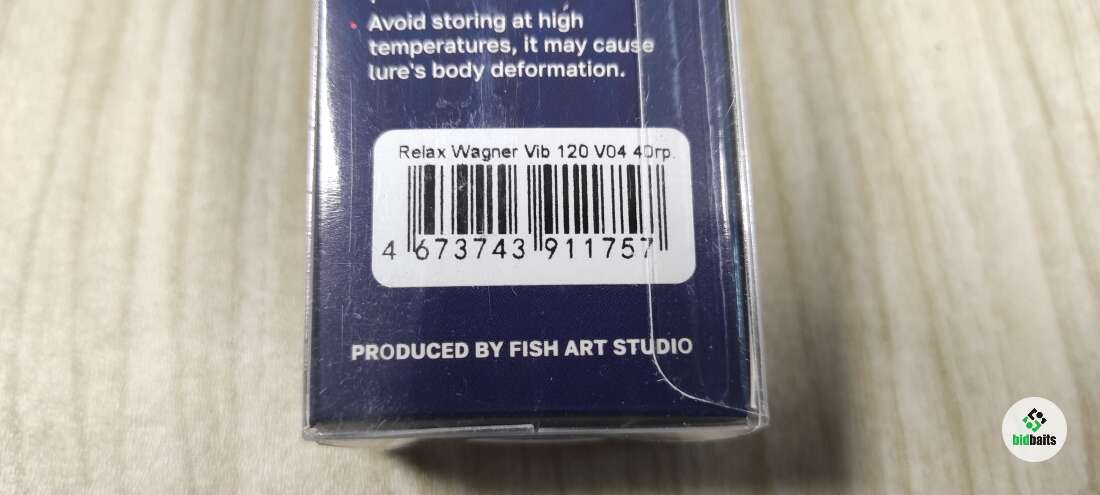 Avoid storing at high
temperatures, it may cause
lure's body deformation.
Relax Wagner Vib 120 V04 40гр.
4 673743 911757
PRODUCED BY FISH ART STUDIO
bidbaits